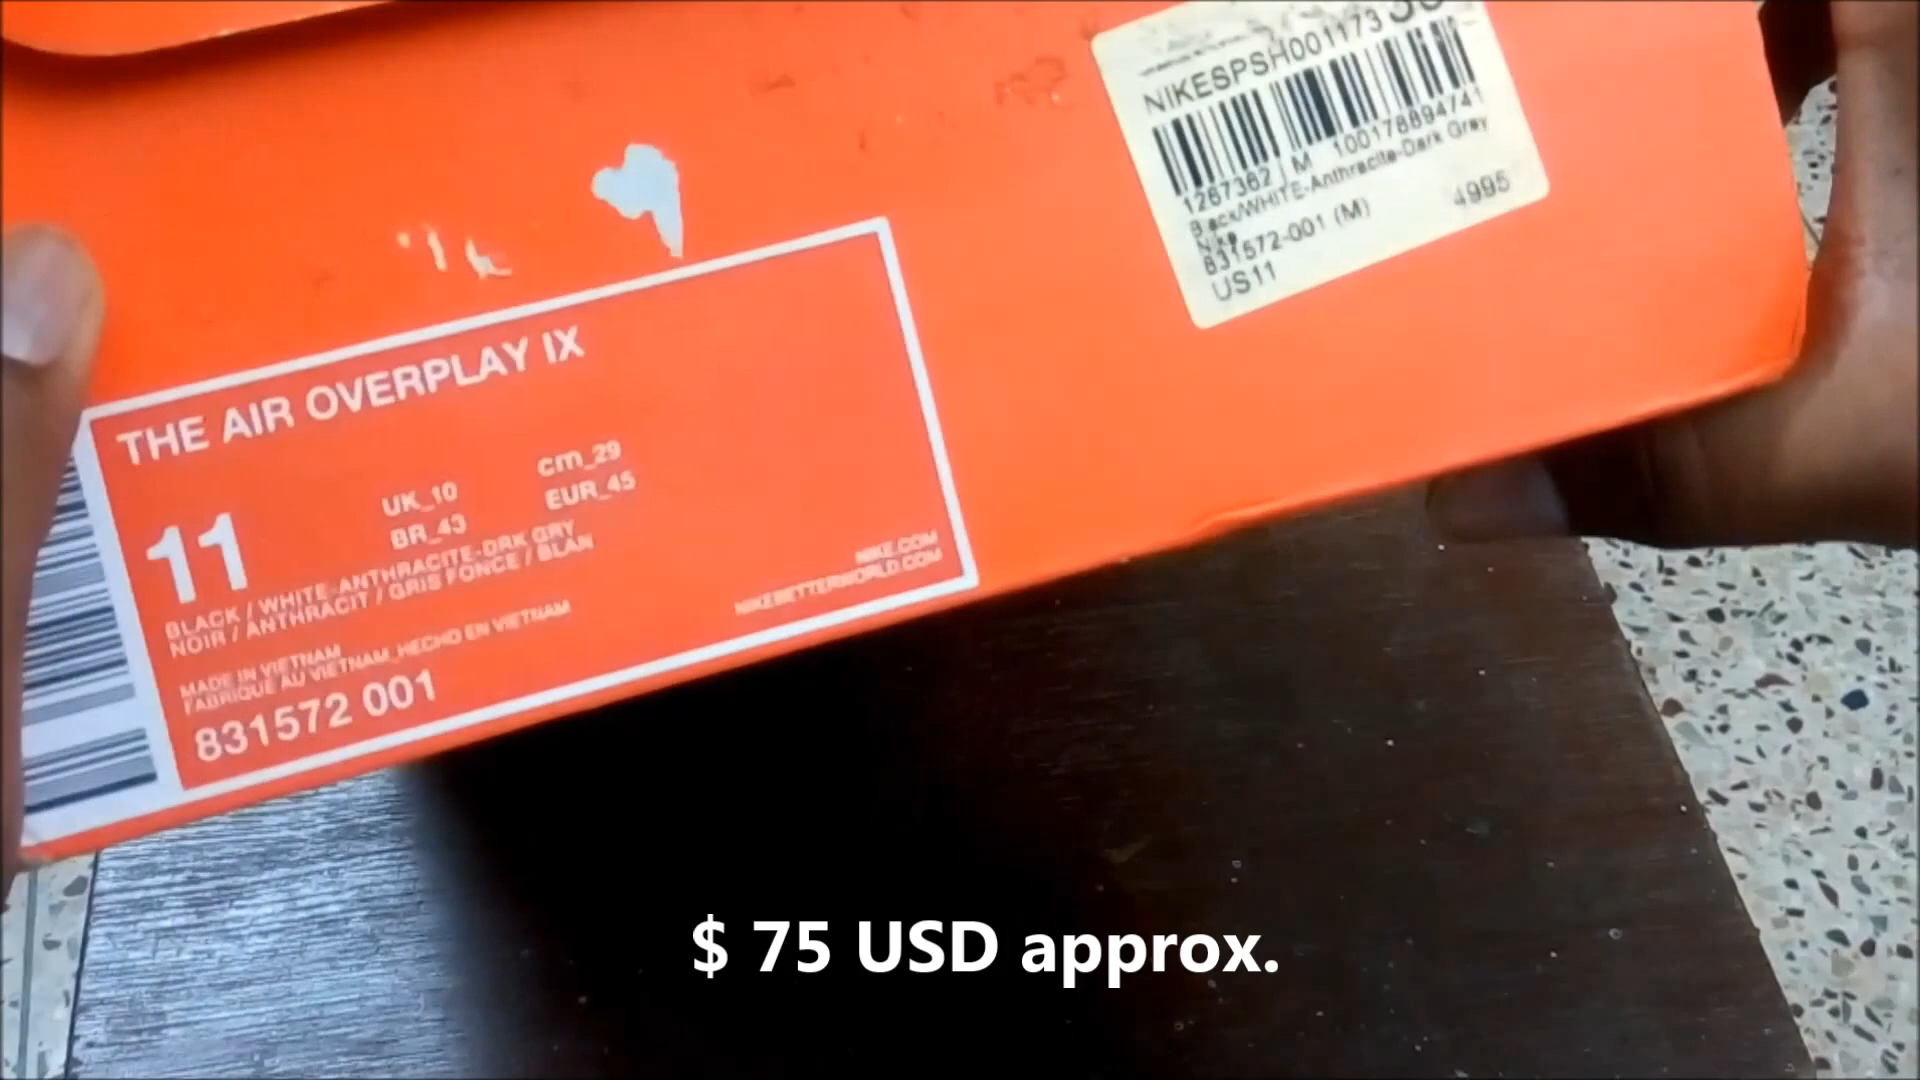 NIKESPSH001173
1267362 M 100178894741
Black/WHITE-Anthracite-Dark Grey
Nike
831572-001 (M)
4995
US11
THE AIR OVERPLAY IX
11
UK_10 cm_29
BR_43 EUR_45
BLACK / WHITE-ANTHRACITE-DRK GRY
NOIR / ANTHRACIT / GRIS FONCE / BLAN
NIKE.COM
NIKEBETTERWORLD.COM
MADE IN VIETNAM
FABRIQUE AU VIETNAM_HECHO EN VIETNAM
831572 001
$ 75 USD approx.